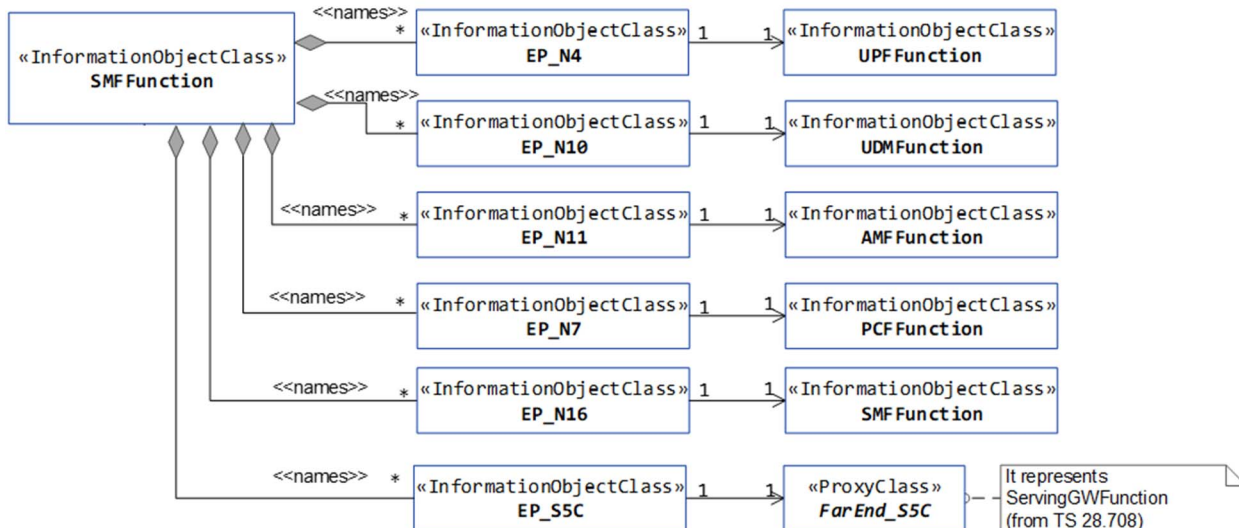 «InformationObjectClass»
SMFFunction
<<names>>
*
«InformationObjectClass»
EP_N4
1
1
«InformationObjectClass»
UPFFunction
<<names>>
*
«InformationObjectClass»
EP_N10
1
1
«InformationObjectClass»
UDMFunction
<<names>>
*
«InformationObjectClass»
EP_N11
1
1
«InformationObjectClass»
AMFFunction
<<names>>
*
«InformationObjectClass»
EP_N7
1
1
«InformationObjectClass»
PCFFunction
<<names>>
*
«InformationObjectClass»
EP_N16
1
1
«InformationObjectClass»
SMFFunction
<<names>>
*
«InformationObjectClass»
EP_S5C
1
1
«ProxyClass»
FarEnd_S5C
It represents
ServingGWFunction
(from TS 28.708)